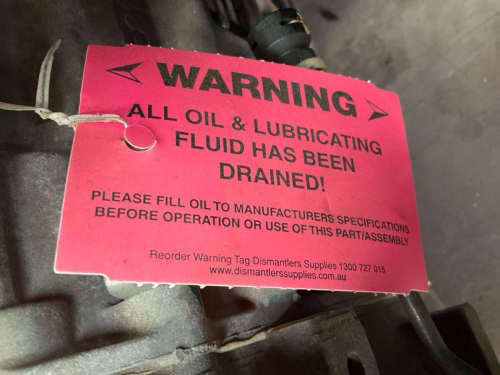 WARNING
ALL OIL & LUBRICATING
FLUID HAS BEEN
DRAINED!
PLEASE FILL OIL TO MANUFACTURERS SPECIFICATIONS
BEFORE OPERATION OR USE OF THIS PART/ASSEMBLY
Reorder Warning Tag Dismantlers Supplies 1300 727 015
www.dismantlerssupplies.com.au